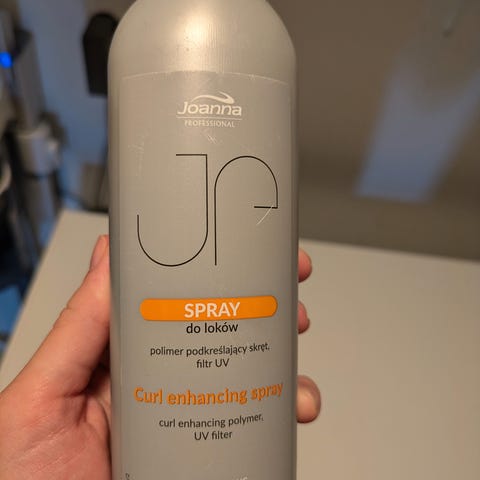 Joanna
PROFESSIONAL
JP
SPRAY
do loków
polimer podkreślający skręt,
filtr UV
Curl enhancing spray
curl enhancing polymer,
UV filter